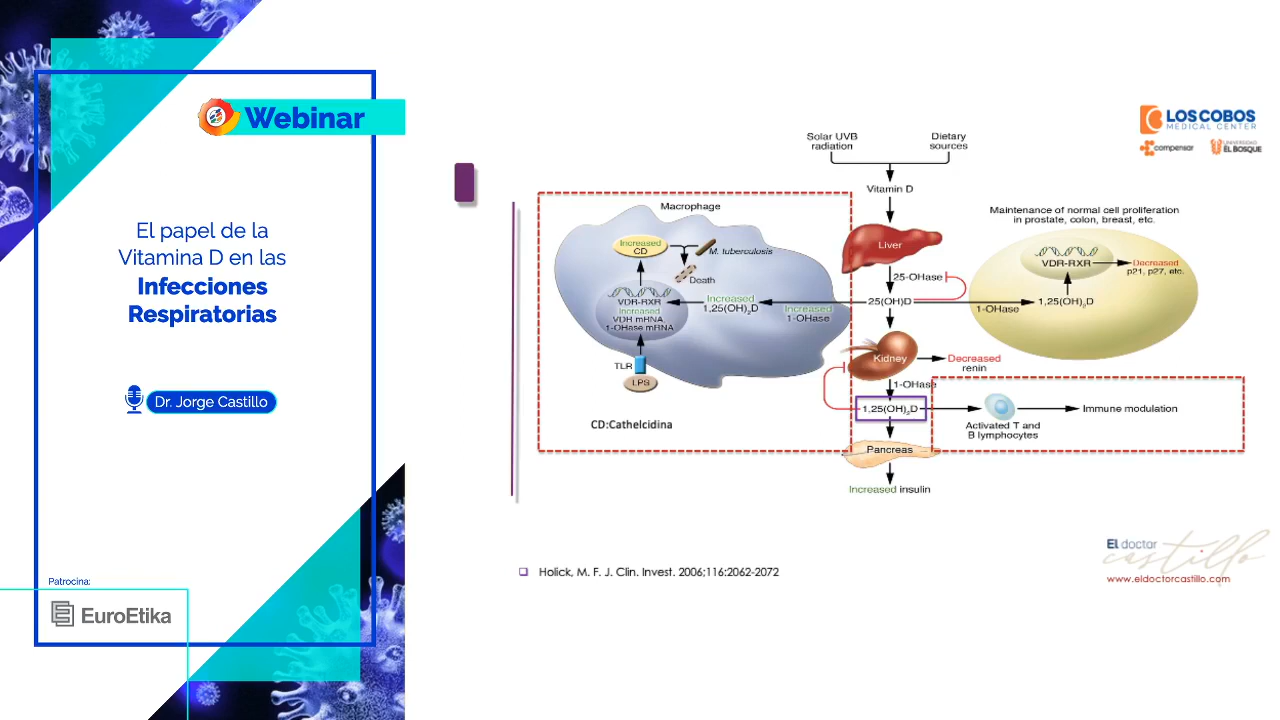 Webinar
El papel de la
Vitamina D en las
Infecciones
Respiratorias
Dr. Jorge Castillo
Patrocina:
EuroEtika
LOS COBOS
MEDICAL CENTER
compensar
UNIVERSIDAD
EL BOSQUE
Solar UVB
radiation
Dietary
sources
Vitamin D
Macrophage
Increased
CD
M. tuberculosis
Death
VDR-RXR
Increased
VDR mRNA,
1-OHase mRNA
Increased
1,25(OH)₂D
Increased
1-OHase
TLR
LPS
CD:Cathelcidina
Liver
25-OHase
25(OH)D
Kidney
Decreased
renin
1-OHase
1,25(OH)₂D
Pancreas
Increased insulin
Maintenance of normal cell proliferation
in prostate, colon, breast, etc.
VDR-RXR
Decreased
p21, p27, etc.
1-OHase
1,25(OH)₂D
Activated T and
B lymphocytes
Immune modulation
Holick, M. F. J. Clin. Invest. 2006;116:2062-2072
El doctor
castillo
www.eldoctorcastillo.com